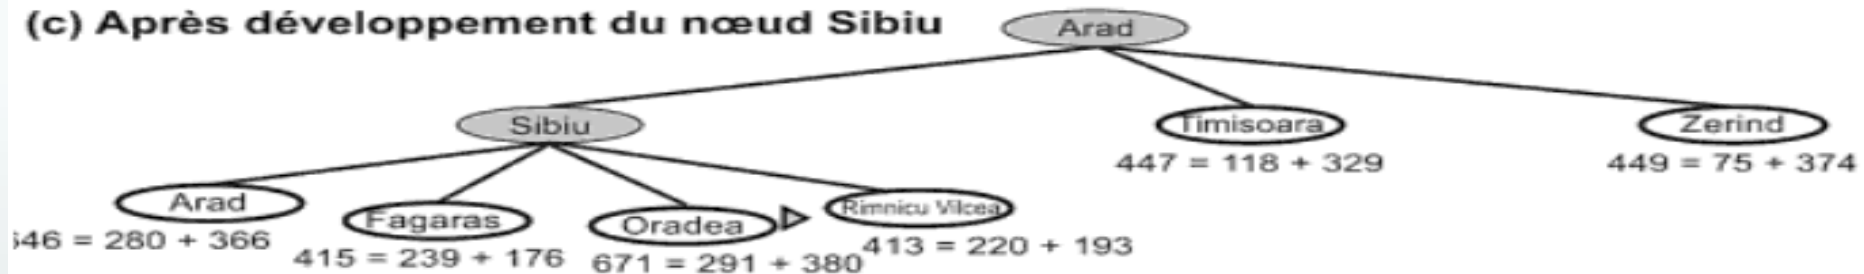 (c) Après développement du nœud Sibiu
Arad
Sibiu
Timisoara
Zerind
447 = 118 + 329
449 = 75 + 374
Arad
Fagaras
Oradea
Rimnicu Vilcea
646 = 280 + 366
415 = 239 + 176
671 = 291 + 380
413 = 220 + 193